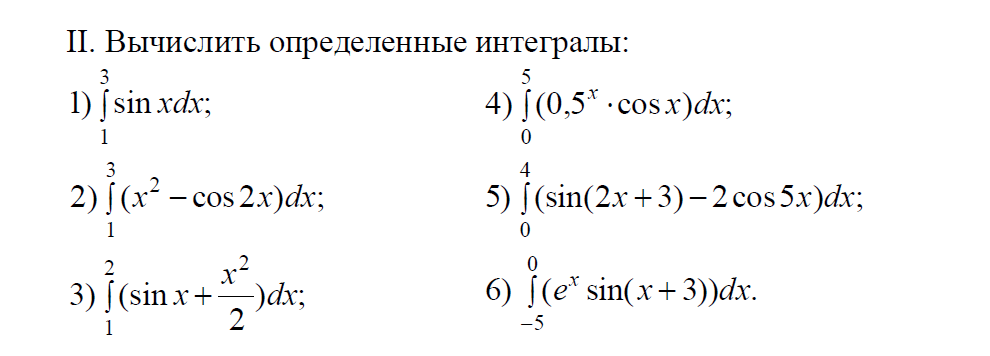 II. Вычислить определенные интегралы:
1) ∫₁³ sin xdx;
2) ∫₁³ (x² − cos 2x)dx;
3) ∫₁² (sin x + x²/2)dx;
4) ∫₀⁵ (0,5ˣ · cos x)dx;
5) ∫₀⁴ (sin(2x + 3) − 2 cos 5x)dx;
6) ∫₋₅⁰ (eˣ sin(x + 3))dx.